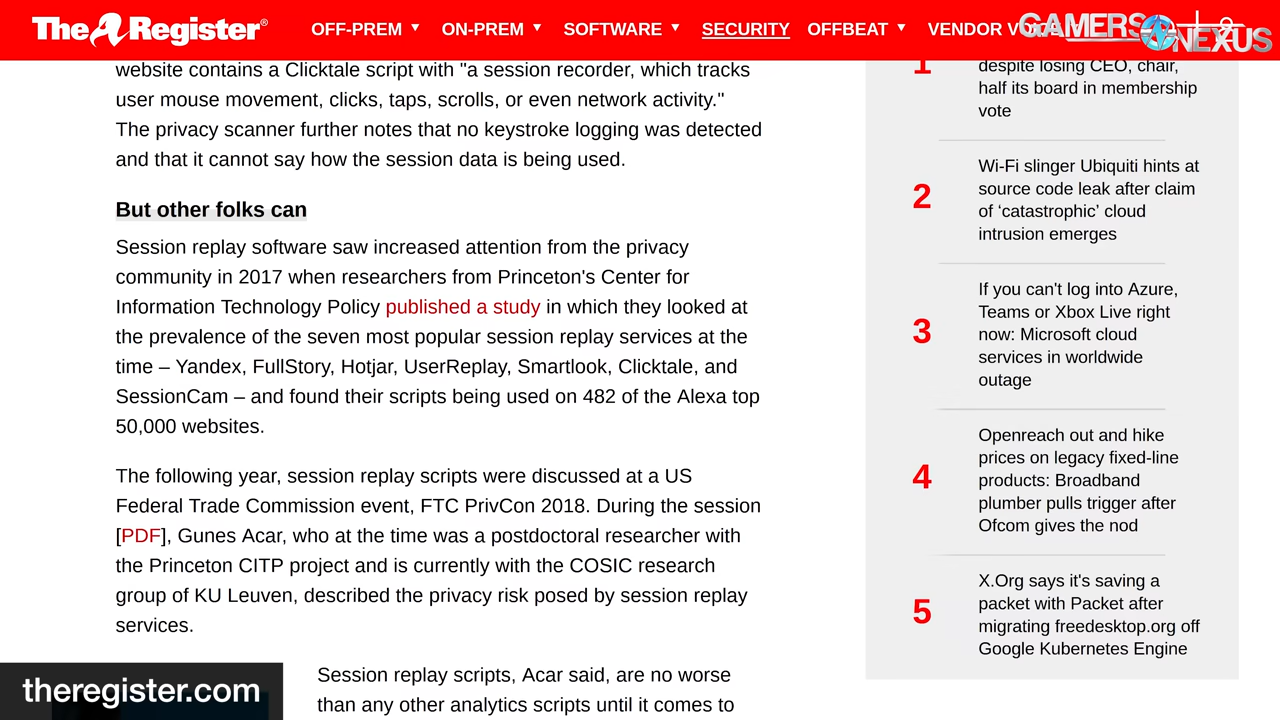 The Register®
OFF-PREM ▼ ON-PREM ▼ SOFTWARE ▼ SECURITY OFFBEAT ▼ VENDOR
GAMERS NEXUS
website contains a Clicktale script with "a session recorder, which tracks
user mouse movement, clicks, taps, scrolls, or even network activity."
The privacy scanner further notes that no keystroke logging was detected
and that it cannot say how the session data is being used.
But other folks can
Session replay software saw increased attention from the privacy
community in 2017 when researchers from Princeton's Center for
Information Technology Policy published a study in which they looked at
the prevalence of the seven most popular session replay services at the
time – Yandex, FullStory, Hotjar, UserReplay, Smartlook, Clicktale, and
SessionCam – and found their scripts being used on 482 of the Alexa top
50,000 websites.
The following year, session replay scripts were discussed at a US
Federal Trade Commission event, FTC PrivCon 2018. During the session
[PDF], Gunes Acar, who at the time was a postdoctoral researcher with
the Princeton CITP project and is currently with the COSIC research
group of KU Leuven, described the privacy risk posed by session replay
services.
Session replay scripts, Acar said, are no worse
than any other analytics scripts until it comes to
1
despite losing CEO, chair,
half its board in membership
vote
2
Wi-Fi slinger Ubiquiti hints at
source code leak after claim
of ‘catastrophic’ cloud
intrusion emerges
3
If you can't log into Azure,
Teams or Xbox Live right
now: Microsoft cloud
services in worldwide
outage
4
Openreach out and hike
prices on legacy fixed-line
products: Broadband
plumber pulls trigger after
Ofcom gives the nod
5
X.Org says it's saving a
packet with Packet after
migrating freedesktop.org off
Google Kubernetes Engine
theregister.com